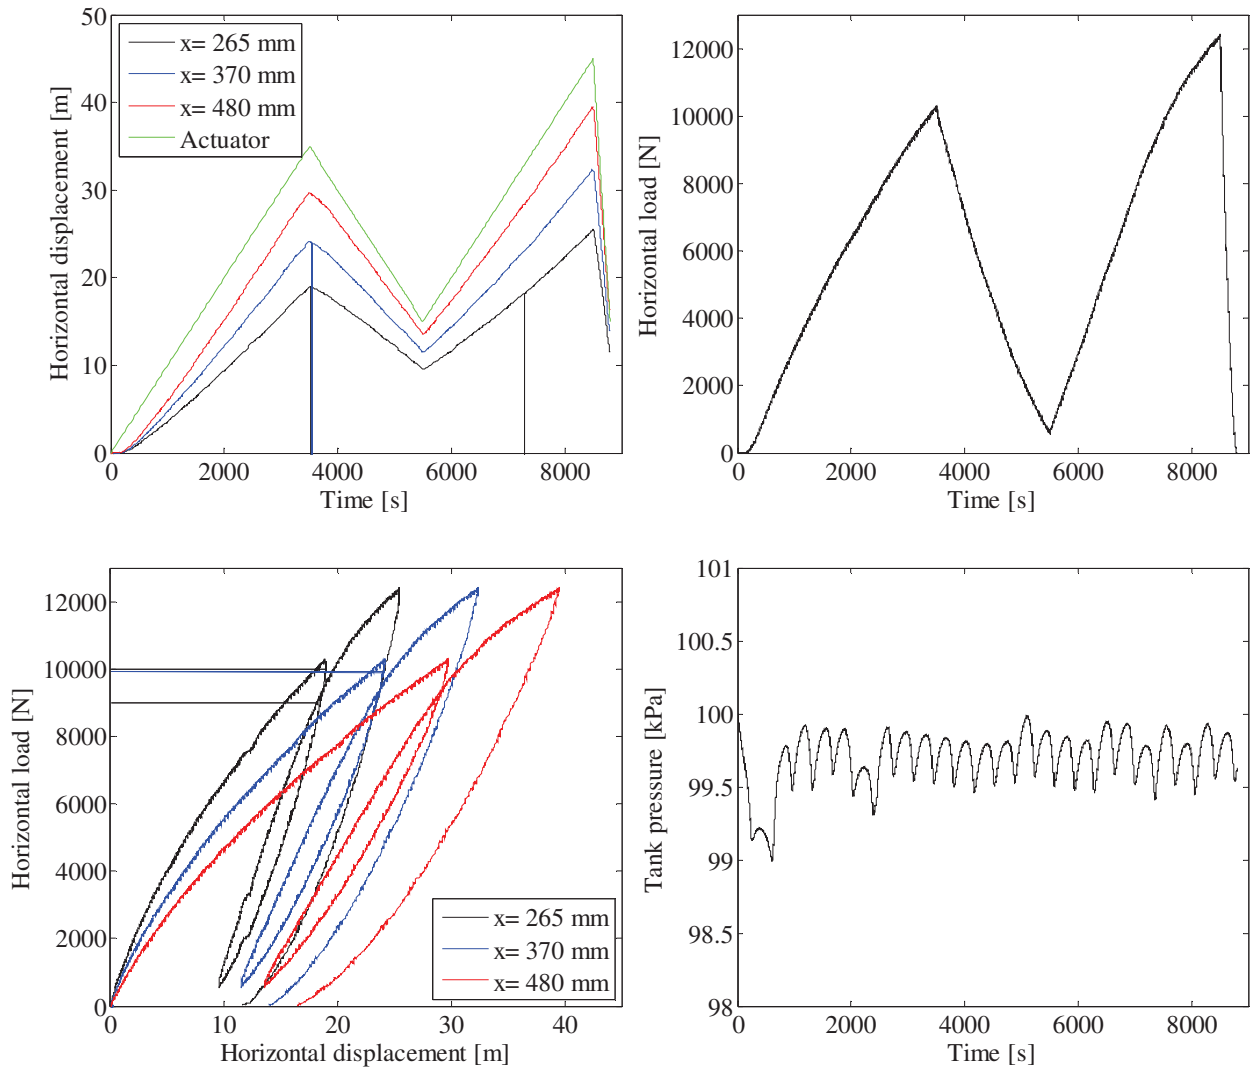 50
40
30
20
10
0
Horizontal displacement [m]
x= 265 mm
x= 370 mm
x= 480 mm
Actuator
0 2000 4000 6000 8000
Time [s]
12000
10000
8000
6000
4000
2000
0
Horizontal load [N]
0 2000 4000 6000 8000
Time [s]
12000
10000
8000
6000
4000
2000
0
Horizontal load [N]
x= 265 mm
x= 370 mm
x= 480 mm
0 10 20 30 40
Horizontal displacement [m]
101
100.5
100
99.5
99
98.5
98
Tank pressure [kPa]
0 2000 4000 6000 8000
Time [s]